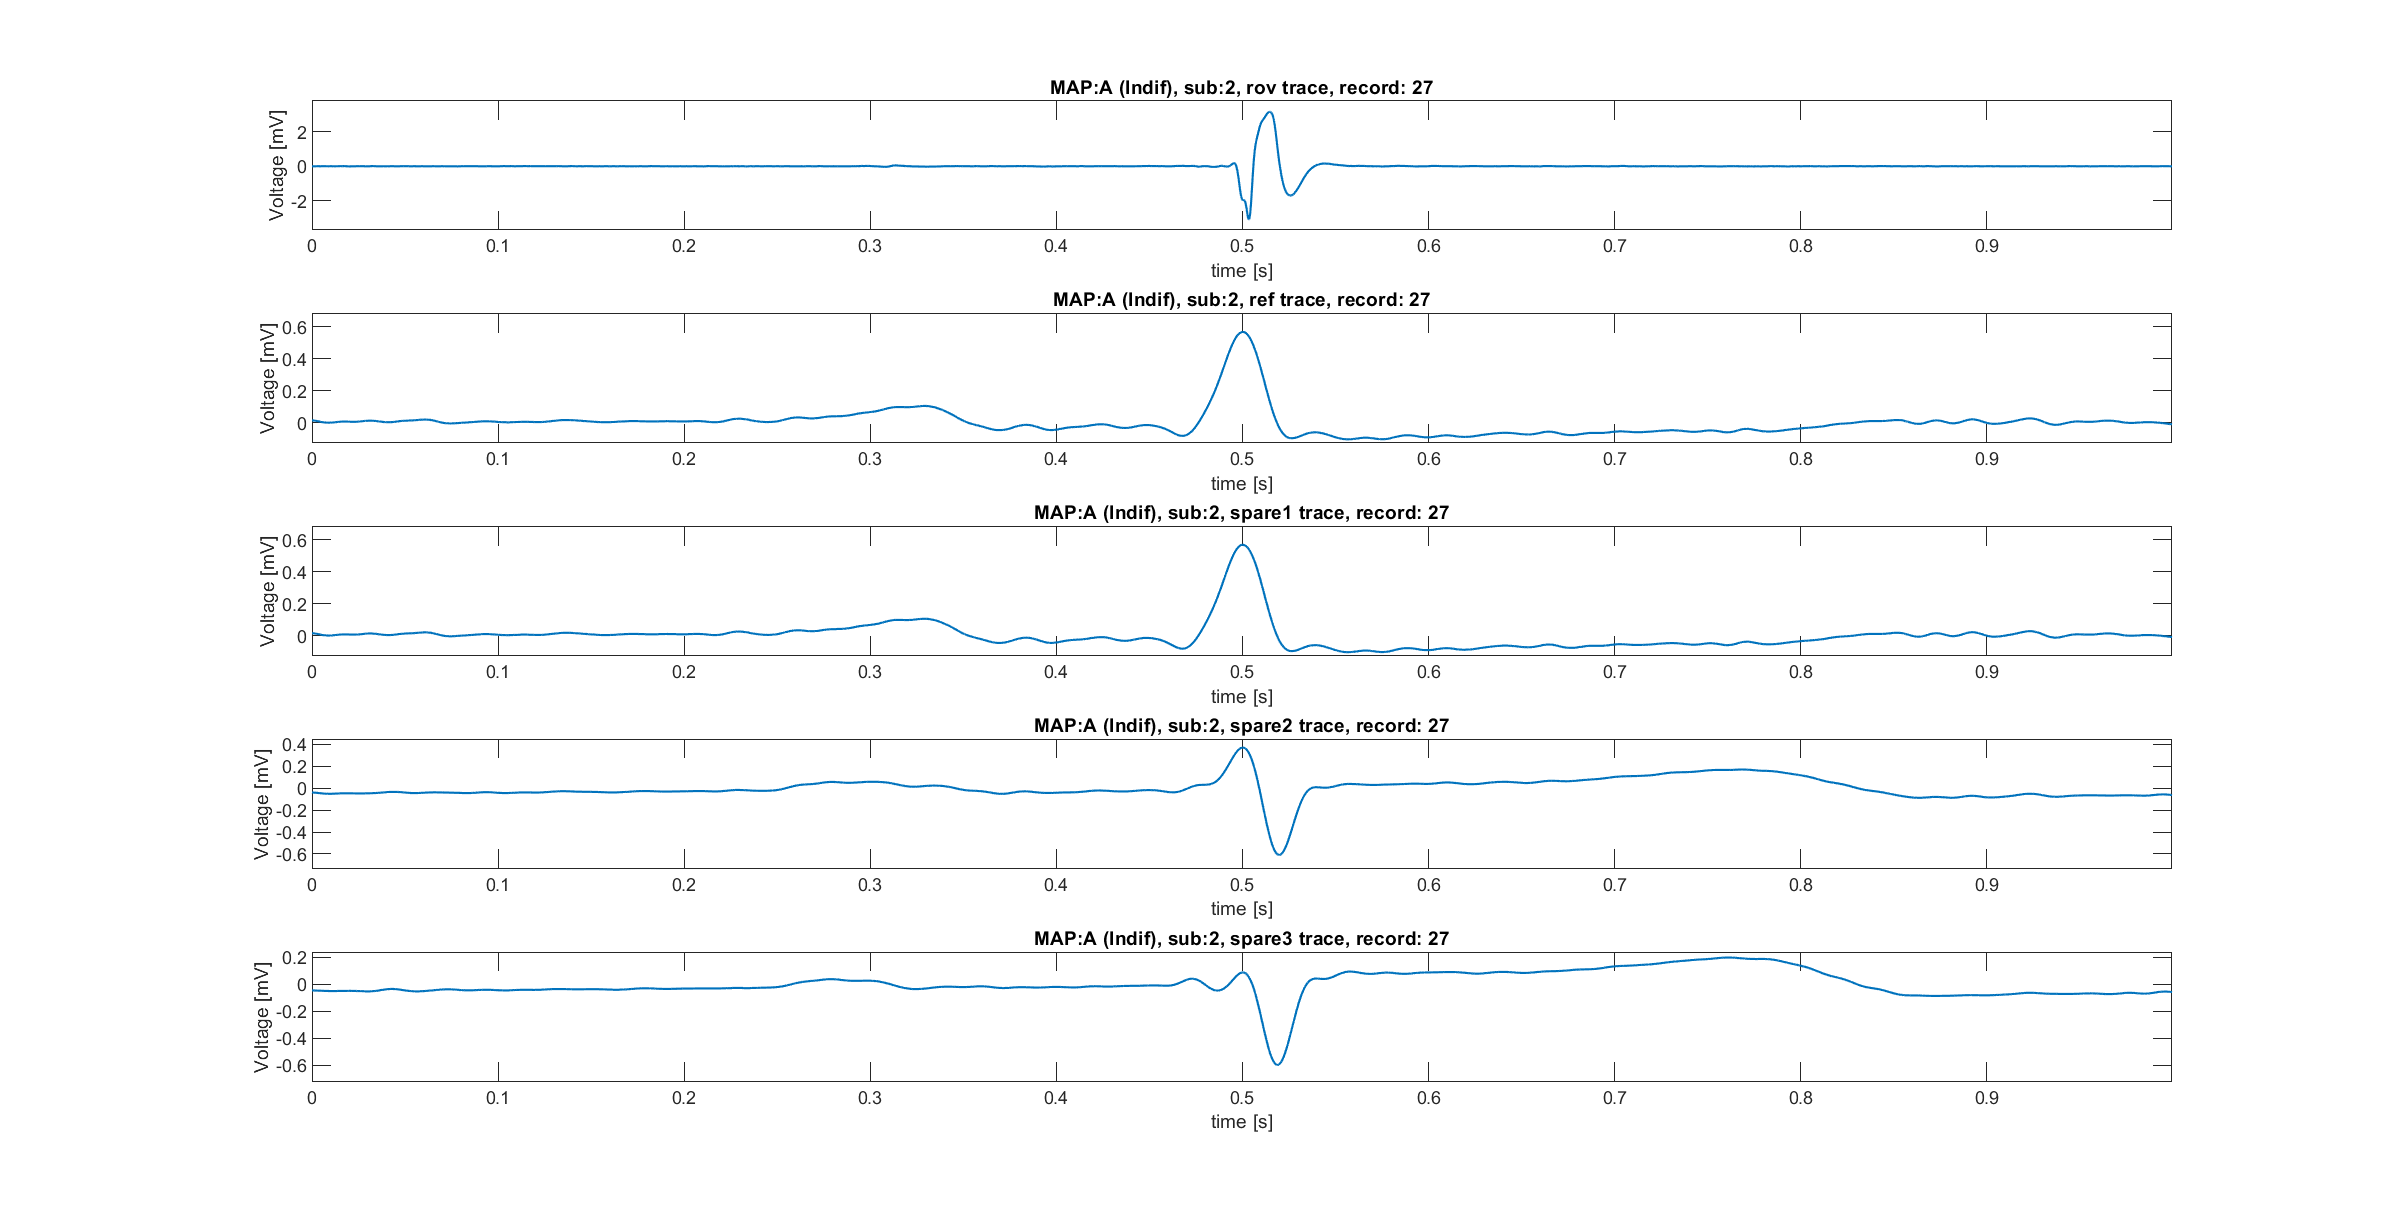 MAP:A (Indif), sub:2, rov trace, record: 27
Voltage [mV]
2
0
-2
0 0.1 0.2 0.3 0.4 0.5 0.6 0.7 0.8 0.9
time [s]
MAP:A (Indif), sub:2, ref trace, record: 27
Voltage [mV]
0.6
0.4
0.2
0
0 0.1 0.2 0.3 0.4 0.5 0.6 0.7 0.8 0.9
time [s]
MAP:A (Indif), sub:2, spare1 trace, record: 27
Voltage [mV]
0.6
0.4
0.2
0
0 0.1 0.2 0.3 0.4 0.5 0.6 0.7 0.8 0.9
time [s]
MAP:A (Indif), sub:2, spare2 trace, record: 27
Voltage [mV]
0.4
0.2
0
-0.2
-0.4
-0.6
0 0.1 0.2 0.3 0.4 0.5 0.6 0.7 0.8 0.9
time [s]
MAP:A (Indif), sub:2, spare3 trace, record: 27
Voltage [mV]
0.2
0
-0.2
-0.4
-0.6
0 0.1 0.2 0.3 0.4 0.5 0.6 0.7 0.8 0.9
time [s]